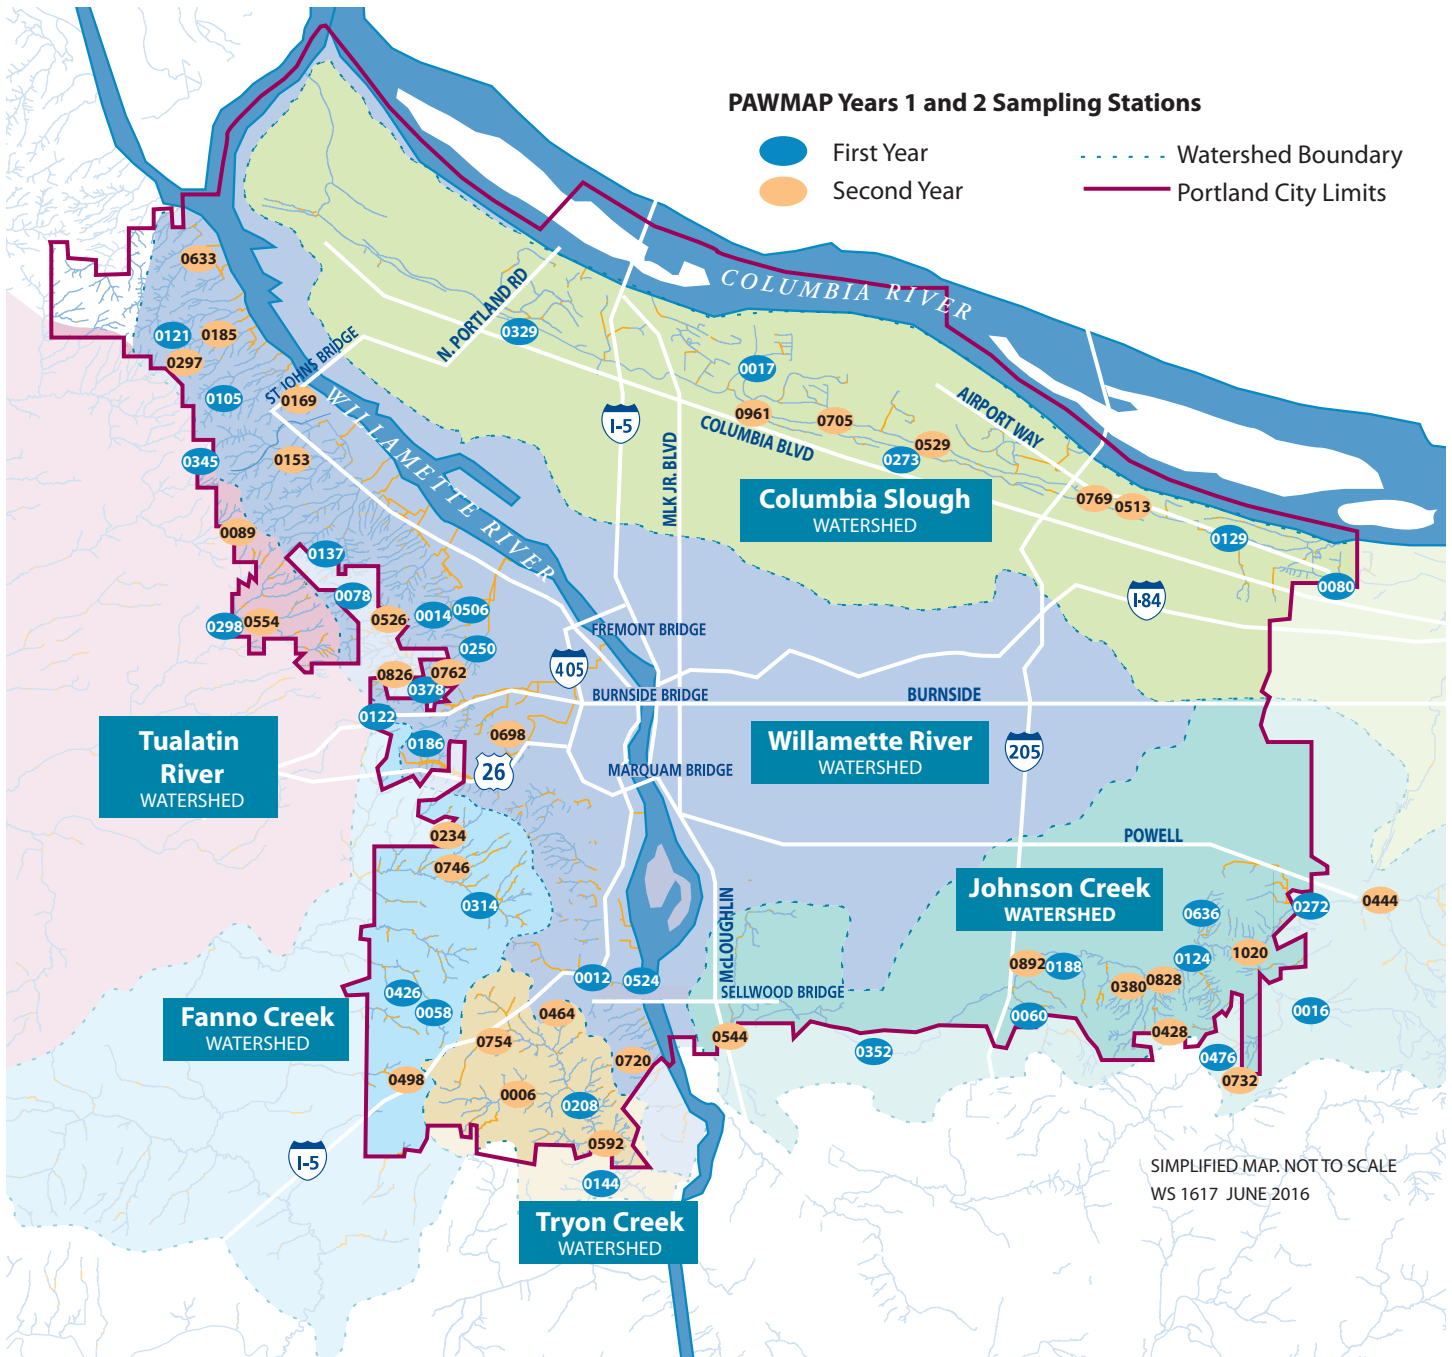 PAWMAP Years 1 and 2 Sampling Stations
First Year
Watershed Boundary
Second Year
Portland City Limits
COLUMBIA RIVER
0633
N. PORTLAND RD
0329
0121
0185
ST JOHNS BRIDGE
0297
0017
0105
0169
WILLAMETTE RIVER
0961
0705
AIRPORT WAY
I-5
COLUMBIA BLVD
0529
0273
MLK JR. BLVD
0345
0153
Columbia Slough
WATERSHED
0769
0513
0089
0129
0137
0078
0080
I-84
0298
0554
0526
0014
0506
FREMONT BRIDGE
0250
405
0826
0762
0378
BURNSIDE BRIDGE
BURNSIDE
0122
Tualatin
River
WATERSHED
0186
0698
26
Willamette River
WATERSHED
205
MARQUAM BRIDGE
0234
POWELL
0746
Johnson Creek
WATERSHED
0314
McLOUGHLIN
0636
0272
0444
0892
0188
0124
1020
0012
0524
0380
0828
0426
SELLWOOD BRIDGE
0058
0464
0060
0016
Fanno Creek
WATERSHED
0754
0544
0428
0352
0476
0720
0498
0732
0006
0208
0592
I-5
0144
SIMPLIFIED MAP. NOT TO SCALE
WS 1617 JUNE 2016
Tryon Creek
WATERSHED